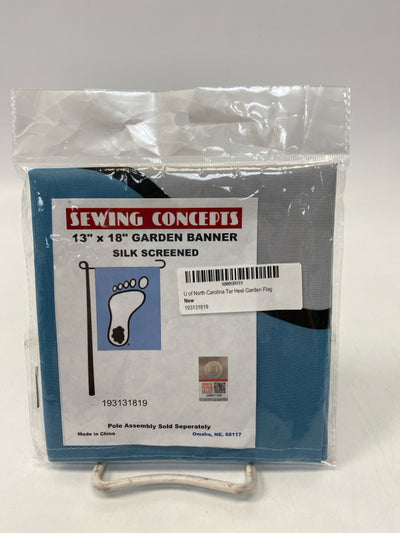 SEWING CONCEPTS
13" x 18" GARDEN BANNER
SILK SCREENED
U of North Carolina Tar Heel Garden Flag
New
193131819
193131819
Pole Assembly Sold Seperately
Made in China
Omaha, NE. 68117